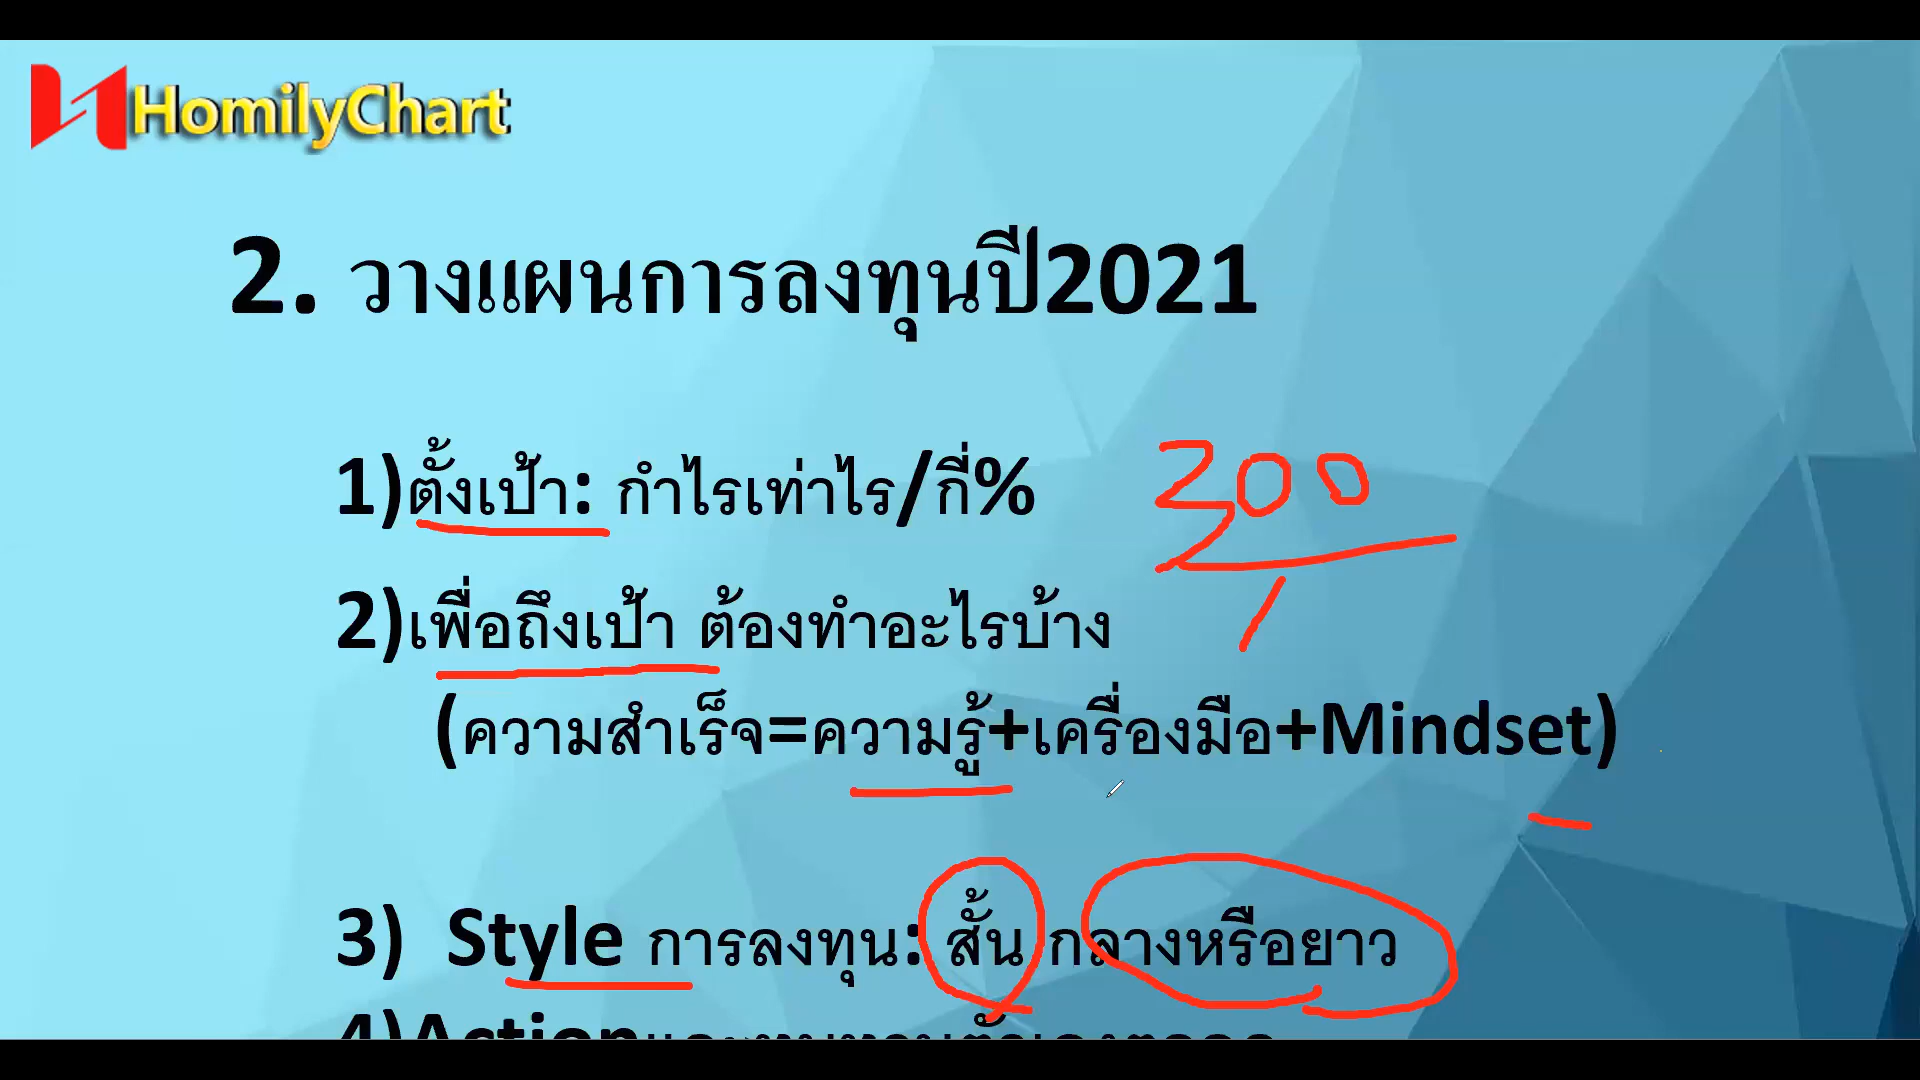 HomilyChart
2. วางแผนการลงทุนปี2021
1)ตั้งเป้า: กำไรเท่าไร/กี่%
300
2)เพื่อถึงเป้า ต้องทำอะไรบ้าง
(ความสำเร็จ=ความรู้+เครื่องมือ+Mindset)
3) Style การลงทุน: สั้น กลางหรือยาว
4)Action